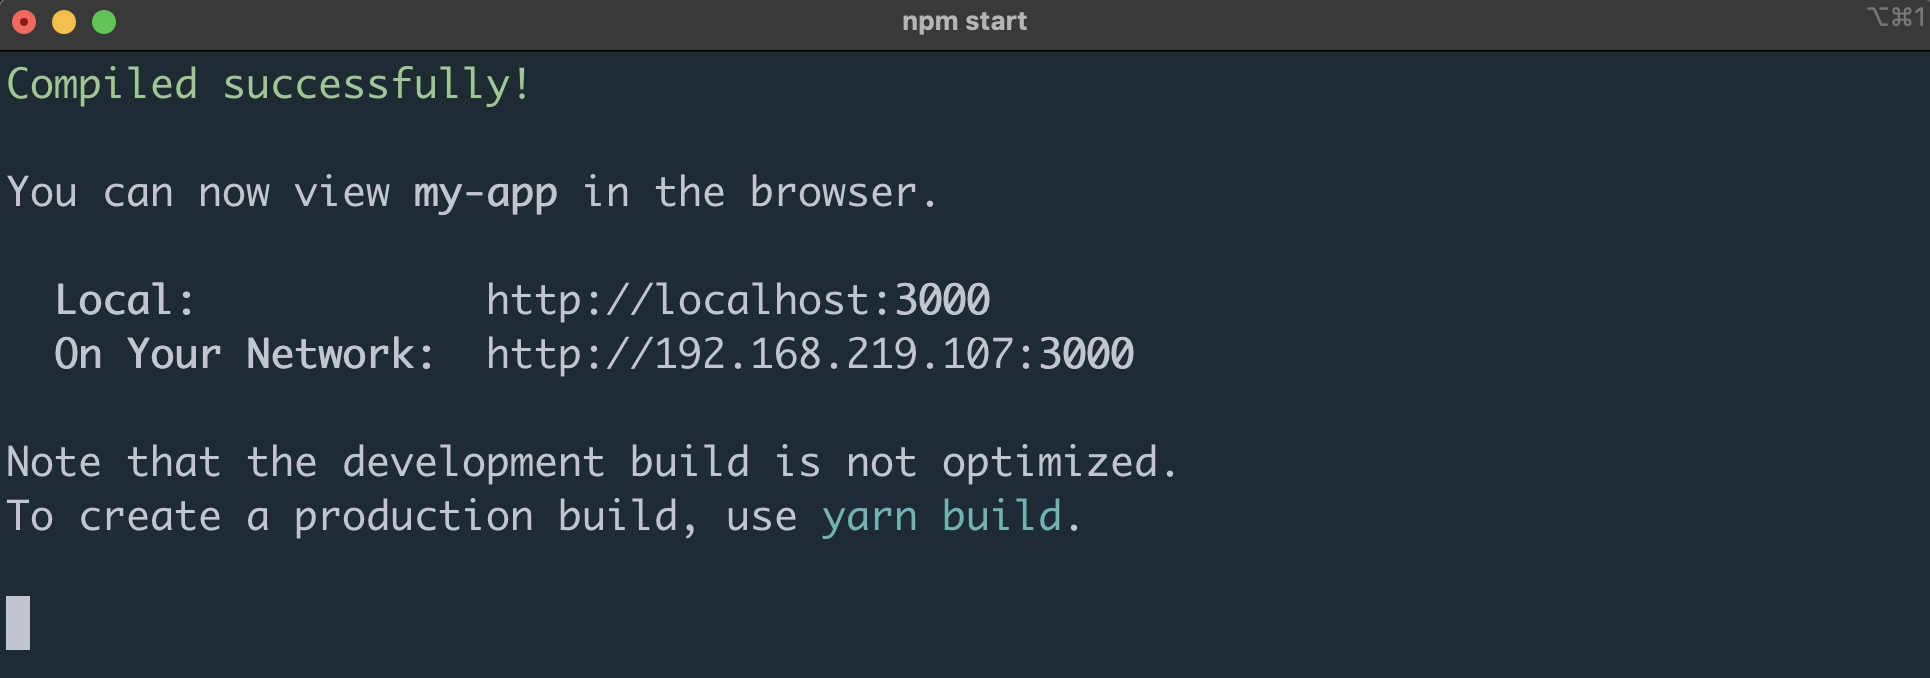 npm start
⌥⌘1
Compiled successfully!
You can now view my-app in the browser.
Local: http://localhost:3000
On Your Network: http://192.168.219.107:3000
Note that the development build is not optimized.
To create a production build, use yarn build.